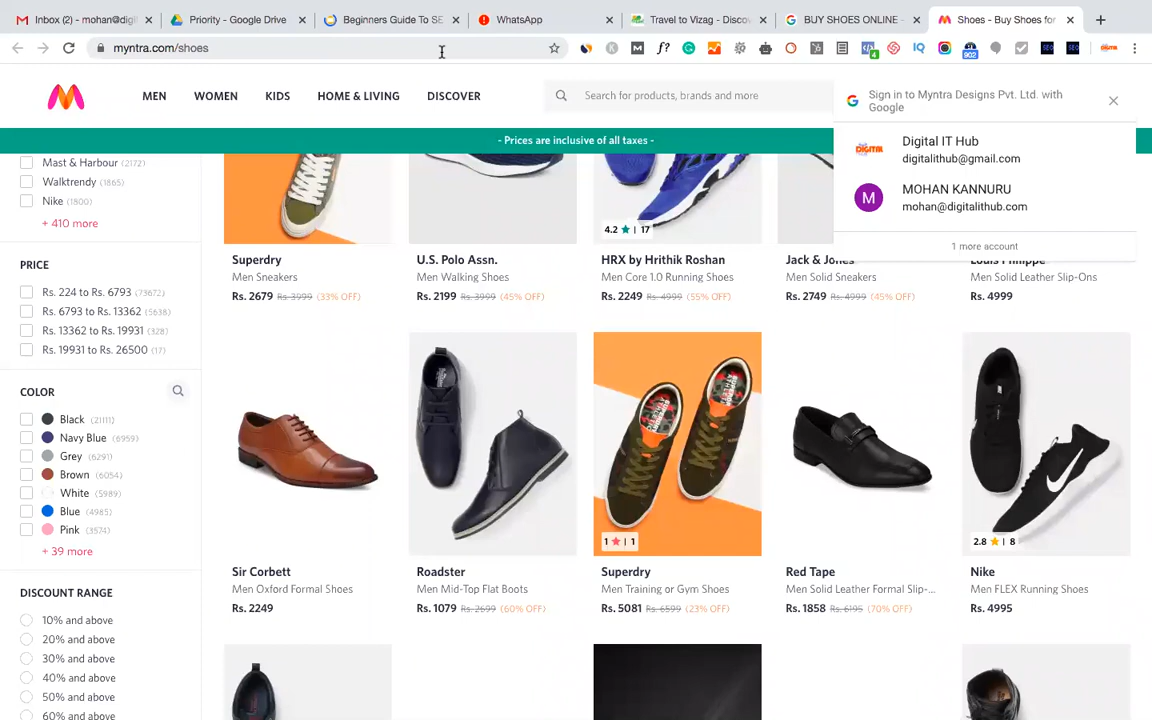 Inbox (2) - mohan@digi
Priority - Google Drive
Beginners Guide To SE
WhatsApp
Travel to Vizag - Discov
BUY SHOES ONLINE -
Shoes - Buy Shoes for
myntra.com/shoes
MEN
WOMEN
KIDS
HOME & LIVING
DISCOVER
Search for products, brands and more
Sign in to Myntra Designs Pvt. Ltd. with
Google
Digital IT Hub
digitalithub@gmail.com
M
MOHAN KANNURU
mohan@digitalithub.com
1 more account
- Prices are inclusive of all taxes -
Mast & Harbour (2172)
Walktrendy (1865)
Nike (1800)
+ 410 more
PRICE
Rs. 224 to Rs. 6793 (73672)
Rs. 6793 to Rs. 13362 (5638)
Rs. 13362 to Rs. 19931 (328)
Rs. 19931 to Rs. 26500 (17)
COLOR
Black (21111)
Navy Blue (6959)
Grey (6291)
Brown (6054)
White (5989)
Blue (4985)
Pink (3574)
+ 39 more
DISCOUNT RANGE
10% and above
20% and above
30% and above
40% and above
50% and above
60% and above
Superdry
Men Sneakers
Rs. 2679 Rs. 3999 (33% OFF)
U.S. Polo Assn.
Men Walking Shoes
Rs. 2199 Rs. 3999 (45% OFF)
4.2 ★ | 17
HRX by Hrithik Roshan
Men Core 1.0 Running Shoes
Rs. 2249 Rs. 4999 (55% OFF)
Jack & Jones
Men Solid Sneakers
Rs. 2749 Rs. 4999 (45% OFF)
Louis Philippe
Men Solid Leather Slip-Ons
Rs. 4999
Sir Corbett
Men Oxford Formal Shoes
Rs. 2249
Roadster
Men Mid-Top Flat Boots
Rs. 1079 Rs. 2699 (60% OFF)
1 ★ | 1
Superdry
Men Training or Gym Shoes
Rs. 5081 Rs. 6599 (23% OFF)
Red Tape
Men Solid Leather Formal Slip-...
Rs. 1858 Rs. 6195 (70% OFF)
2.8 ★ | 8
Nike
Men FLEX Running Shoes
Rs. 4995